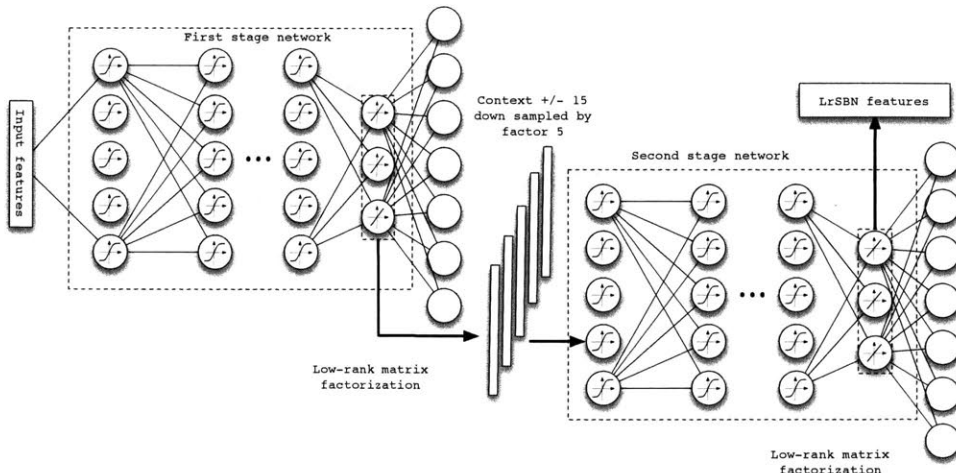 First stage network
Input features
Context +/- 15
down sampled by
factor 5
LrSBN features
Second stage network
Low-rank matrix
factorization
Low-rank matrix
factorization